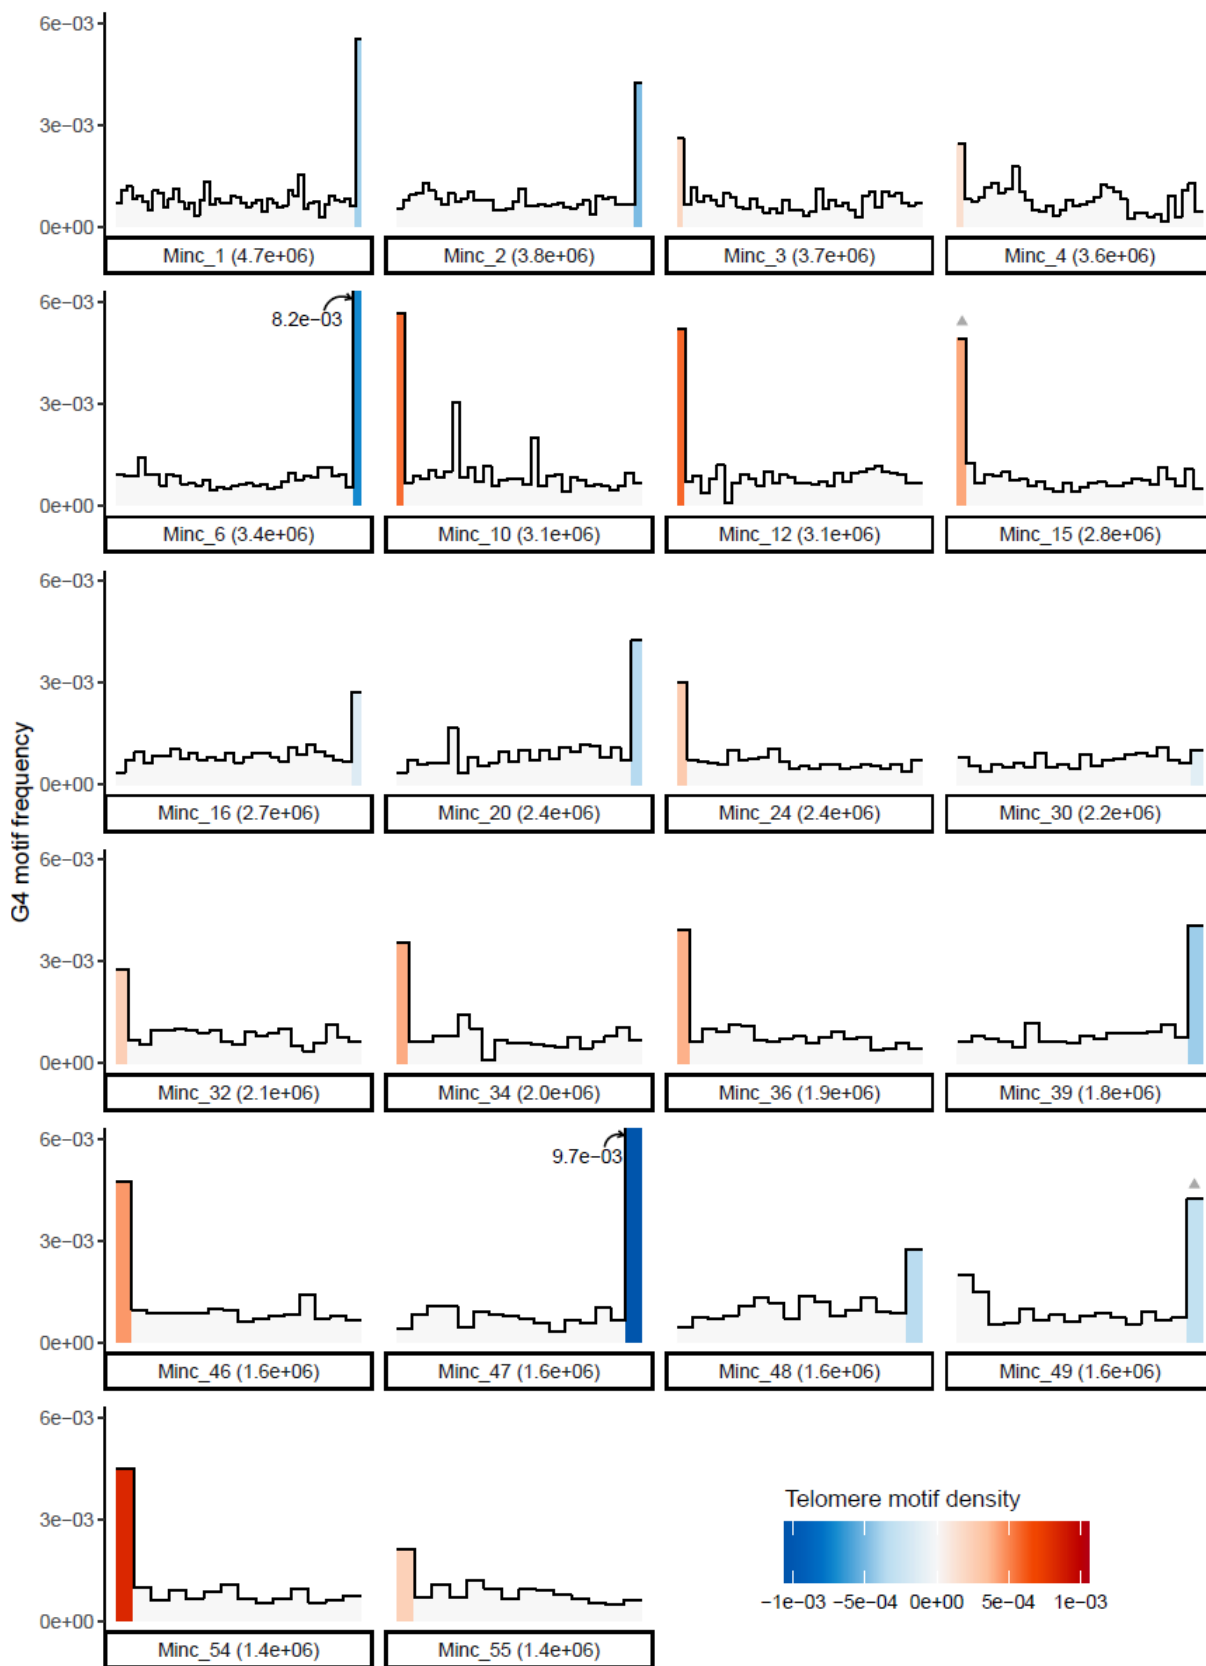 G4 motif frequency
6e−03
3e−03
0e+00
Minc_1 (4.7e+06)
Minc_2 (3.8e+06)
Minc_3 (3.7e+06)
Minc_4 (3.6e+06)
6e−03
8.2e−03
3e−03
0e+00
Minc_6 (3.4e+06)
Minc_10 (3.1e+06)
Minc_12 (3.1e+06)
Minc_15 (2.8e+06)
6e−03
3e−03
0e+00
Minc_16 (2.7e+06)
Minc_20 (2.4e+06)
Minc_24 (2.4e+06)
Minc_30 (2.2e+06)
6e−03
3e−03
0e+00
Minc_32 (2.1e+06)
Minc_34 (2.0e+06)
Minc_36 (1.9e+06)
Minc_39 (1.8e+06)
6e−03
9.7e−03
3e−03
0e+00
Minc_46 (1.6e+06)
Minc_47 (1.6e+06)
Minc_48 (1.6e+06)
Minc_49 (1.6e+06)
6e−03
3e−03
0e+00
Minc_54 (1.4e+06)
Minc_55 (1.4e+06)
Telomere motif density
−1e−03 −5e−04 0e+00 5e−04 1e−03